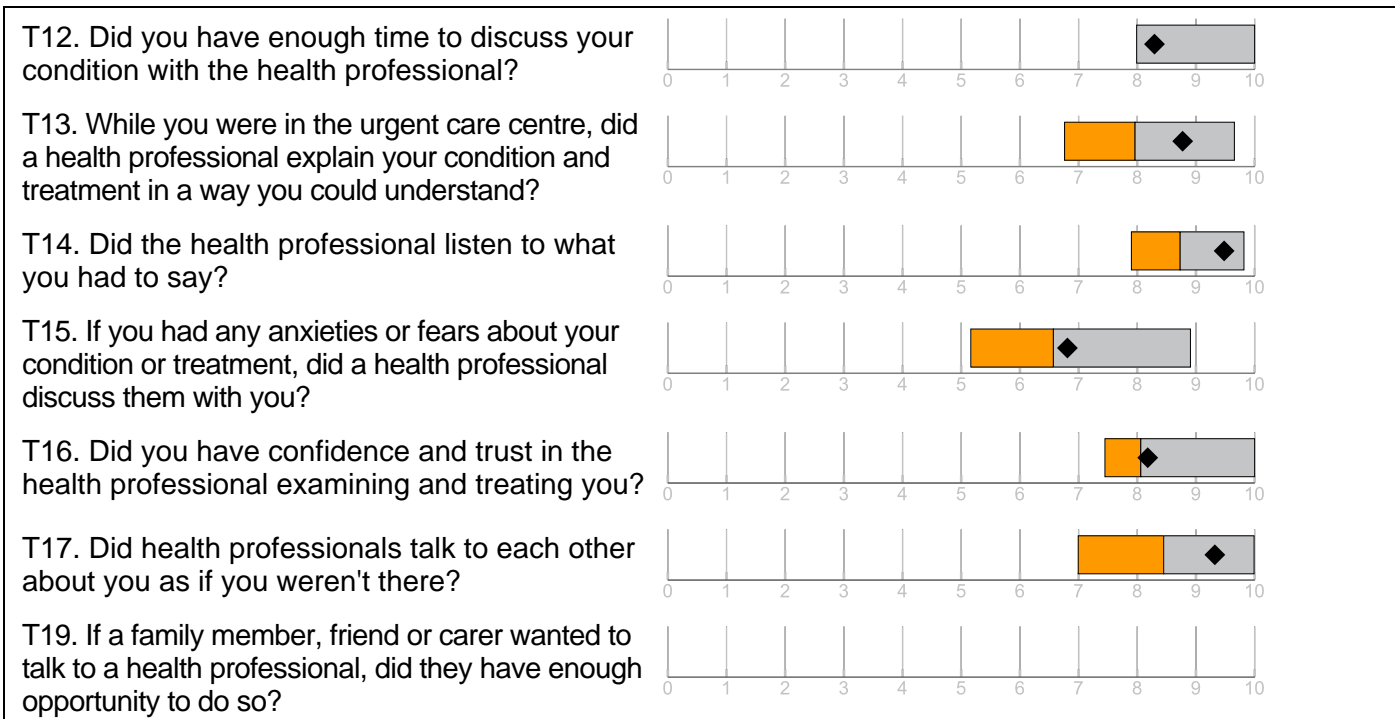 T12. Did you have enough time to discuss your
condition with the health professional?
0 1 2 3 4 5 6 7 8 9 10
T13. While you were in the urgent care centre, did
a health professional explain your condition and
treatment in a way you could understand?
0 1 2 3 4 5 6 7 8 9 10
T14. Did the health professional listen to what
you had to say?
0 1 2 3 4 5 6 7 8 9 10
T15. If you had any anxieties or fears about your
condition or treatment, did a health professional
discuss them with you?
0 1 2 3 4 5 6 7 8 9 10
T16. Did you have confidence and trust in the
health professional examining and treating you?
0 1 2 3 4 5 6 7 8 9 10
T17. Did health professionals talk to each other
about you as if you weren't there?
0 1 2 3 4 5 6 7 8 9 10
T19. If a family member, friend or carer wanted to
talk to a health professional, did they have enough
opportunity to do so?
0 1 2 3 4 5 6 7 8 9 10